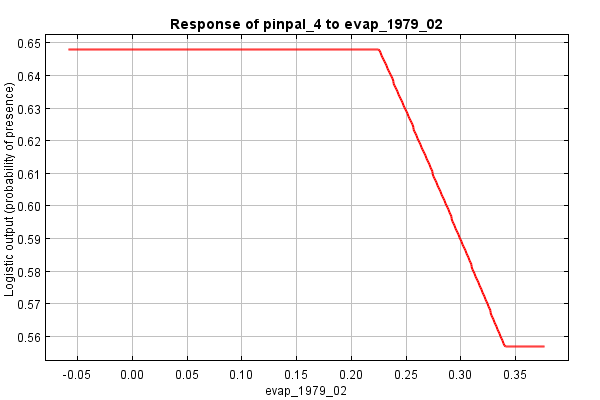 Response of pinpal_4 to evap_1979_02
Logistic output (probability of presence)
0.65
0.64
0.63
0.62
0.61
0.60
0.59
0.58
0.57
0.56
-0.05 0.00 0.05 0.10 0.15 0.20 0.25 0.30 0.35
evap_1979_02